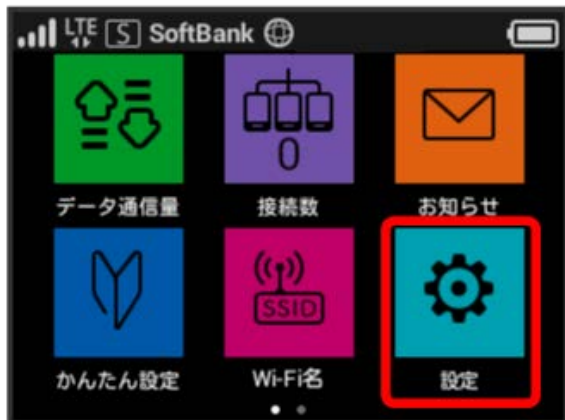 LTE S SoftBank
0
データ通信量 接続数 お知らせ
SSID
かんたん設定 Wi-Fi名 設定